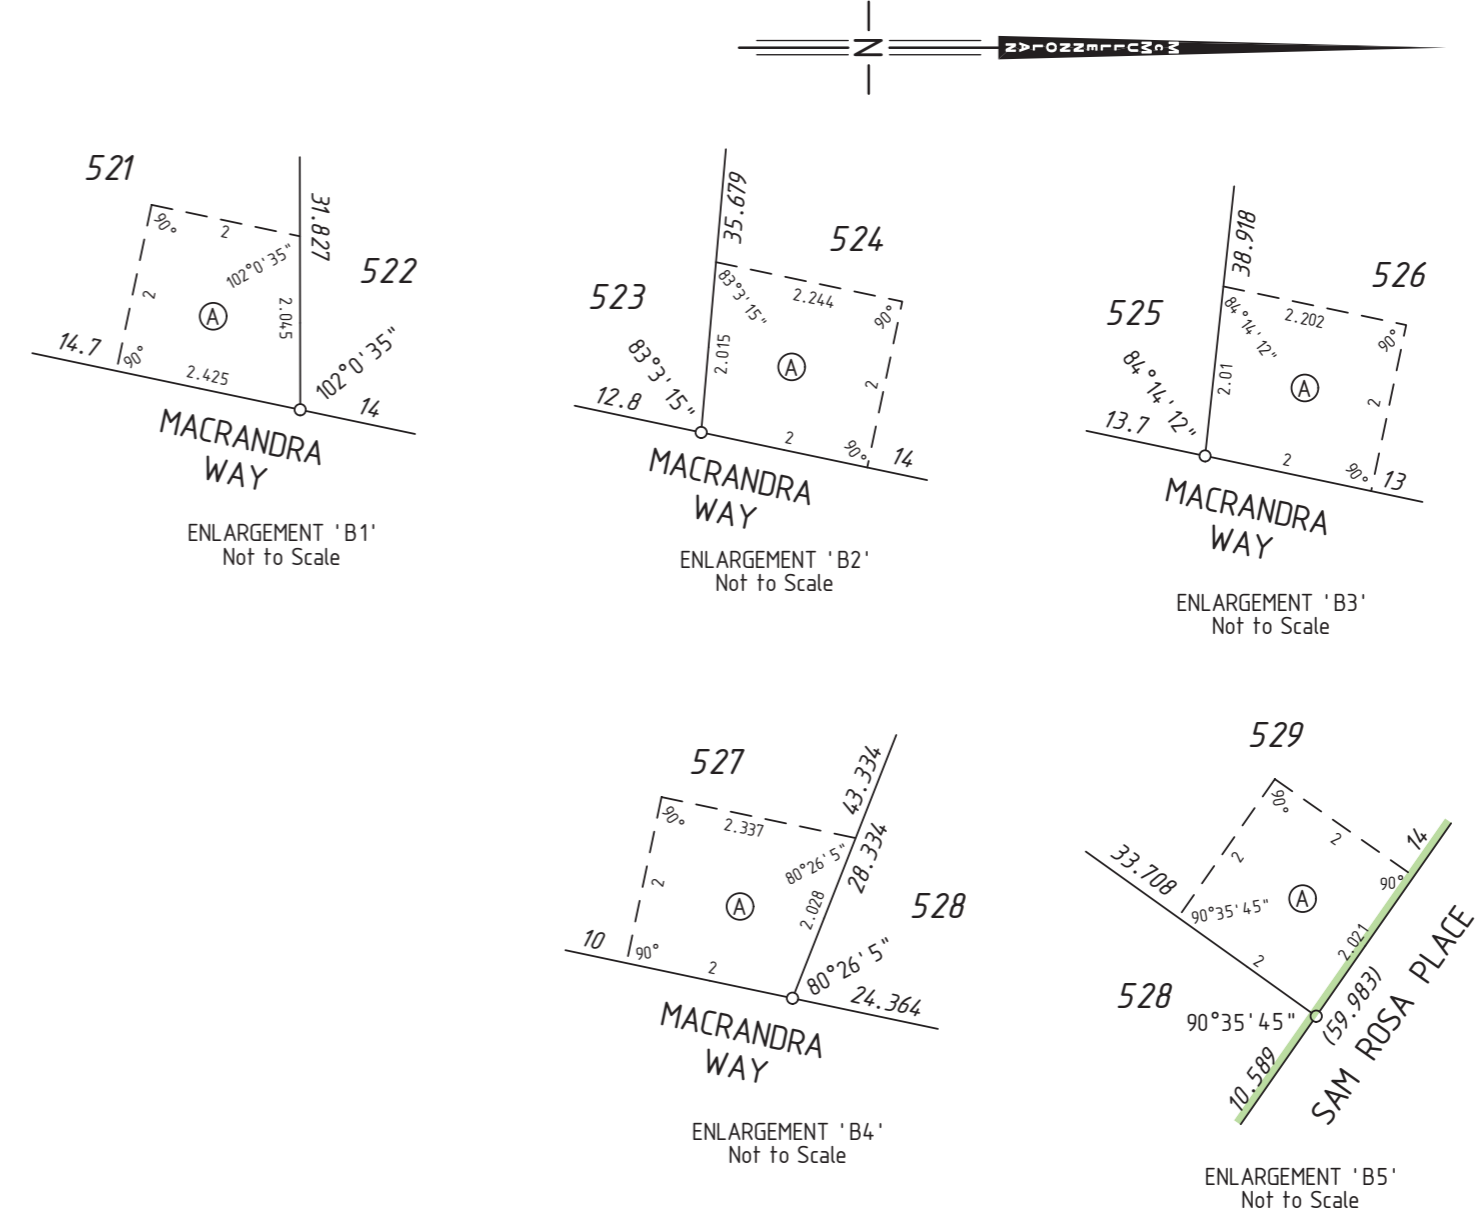 N
McMULLEN NOLAN
521
90°
2
102°0'35"
31.827
522
2
A
2.045
14.7
90°
2.425
102°0'35"
14
MACRANDRA
WAY
ENLARGEMENT 'B1'
Not to Scale
35.679
524
523
83°3'15"
2.244
90°
83°3'15"
2.015
A
2
12.8
2
90°
14
MACRANDRA
WAY
ENLARGEMENT 'B2'
Not to Scale
38.918
526
525
84°14'12"
2.202
90°
84°14'12"
2.01
A
2
13.7
2
90°
13
MACRANDRA
WAY
ENLARGEMENT 'B3'
Not to Scale
527
43.334
90°
2.337
80°26'5"
28.334
2
A
2.028
528
10
90°
2
80°26'5"
24.364
MACRANDRA
WAY
ENLARGEMENT 'B4'
Not to Scale
529
90°
2
14
33.708
2
90°
90°35'45"
A
2
2.021
528
90°35'45"
(59.983)
10.589
SAM ROSA PLACE
ENLARGEMENT 'B5'
Not to Scale